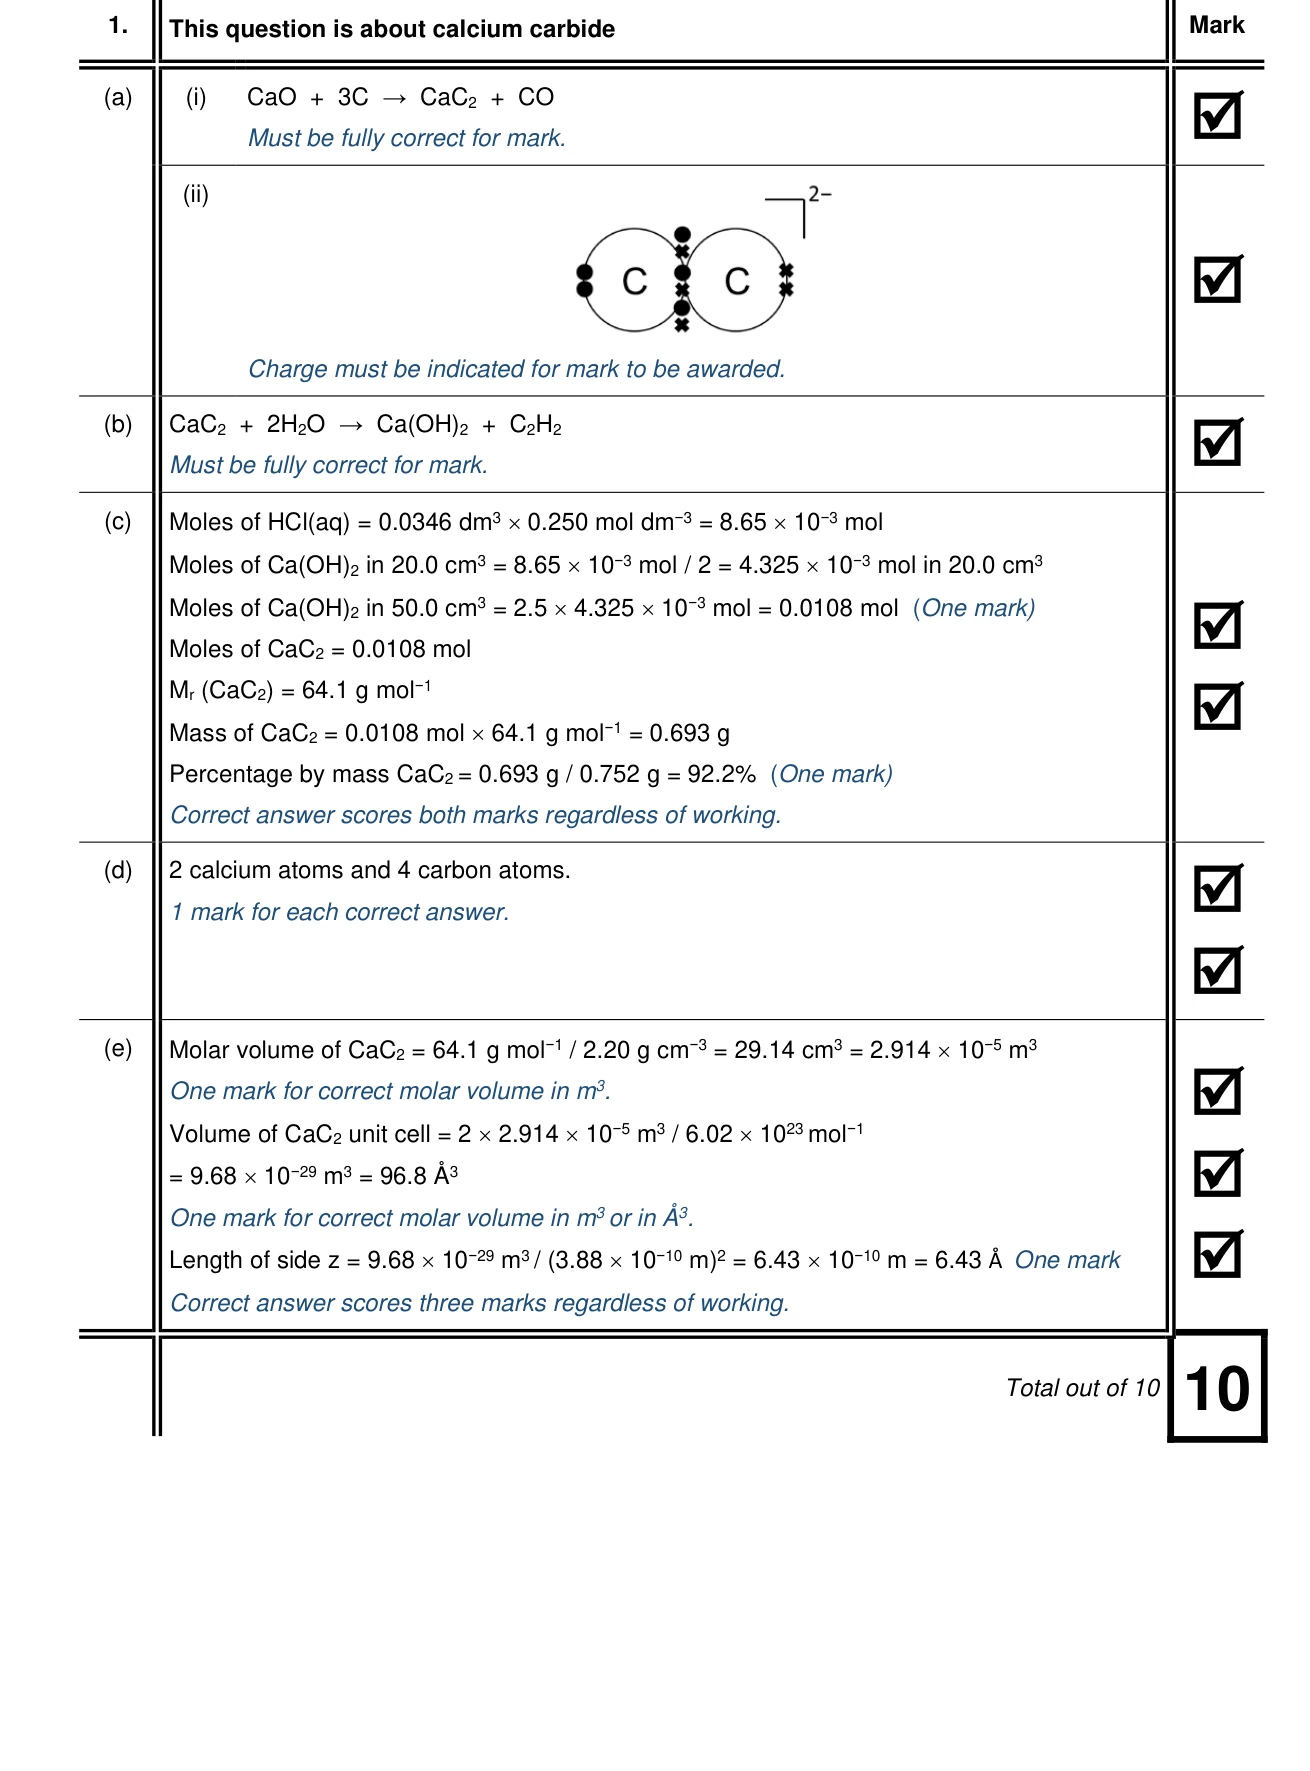 1. This question is about calcium carbide Mark
(a) (i) CaO + 3C → CaC₂ + CO
Must be fully correct for mark.
(ii) 2−
C C
Charge must be indicated for mark to be awarded.
(b) CaC₂ + 2H₂O → Ca(OH)₂ + C₂H₂
Must be fully correct for mark.
(c) Moles of HCl(aq) = 0.0346 dm³ × 0.250 mol dm⁻³ = 8.65 × 10⁻³ mol
Moles of Ca(OH)₂ in 20.0 cm³ = 8.65 × 10⁻³ mol / 2 = 4.325 × 10⁻³ mol in 20.0 cm³
Moles of Ca(OH)₂ in 50.0 cm³ = 2.5 × 4.325 × 10⁻³ mol = 0.0108 mol (One mark)
Moles of CaC₂ = 0.0108 mol
Mᵣ (CaC₂) = 64.1 g mol⁻¹
Mass of CaC₂ = 0.0108 mol × 64.1 g mol⁻¹ = 0.693 g
Percentage by mass CaC₂ = 0.693 g / 0.752 g = 92.2% (One mark)
Correct answer scores both marks regardless of working.
(d) 2 calcium atoms and 4 carbon atoms.
1 mark for each correct answer.
(e) Molar volume of CaC₂ = 64.1 g mol⁻¹ / 2.20 g cm⁻³ = 29.14 cm³ = 2.914 × 10⁻⁵ m³
One mark for correct molar volume in m³.
Volume of CaC₂ unit cell = 2 × 2.914 × 10⁻⁵ m³ / 6.02 × 10²³ mol⁻¹
= 9.68 × 10⁻²⁹ m³ = 96.8 Å³
One mark for correct molar volume in m³ or in Å³.
Length of side z = 9.68 × 10⁻²⁹ m³ / (3.88 × 10⁻¹⁰ m)² = 6.43 × 10⁻¹⁰ m = 6.43 Å One mark
Correct answer scores three marks regardless of working.
Total out of 10 10